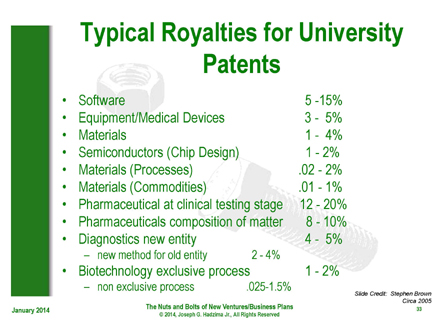 Typical Royalties for University
Patents
• Software 5 -15%
• Equipment/Medical Devices 3 - 5%
• Materials 1 - 4%
• Semiconductors (Chip Design) 1 - 2%
• Materials (Processes) .02 - 2%
• Materials (Commodities) .01 - 1%
• Pharmaceutical at clinical testing stage 12 - 20%
• Pharmaceuticals composition of matter 8 - 10%
• Diagnostics new entity 4 - 5%
– new method for old entity 2 - 4%
• Biotechnology exclusive process 1 - 2%
– non exclusive process .025-1.5%
Slide Credit: Stephen Brown
Circa 2005
January 2014
The Nuts and Bolts of New Ventures/Business Plans
© 2014, Joseph G. Hadzima Jr., All Rights Reserved
33